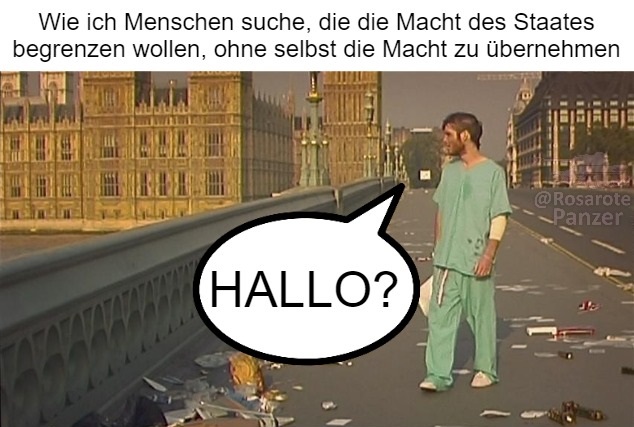 Wie ich Menschen suche, die die Macht des Staates
begrenzen wollen, ohne selbst die Macht zu übernehmen
@Rosarote
Panzer
HALLO?